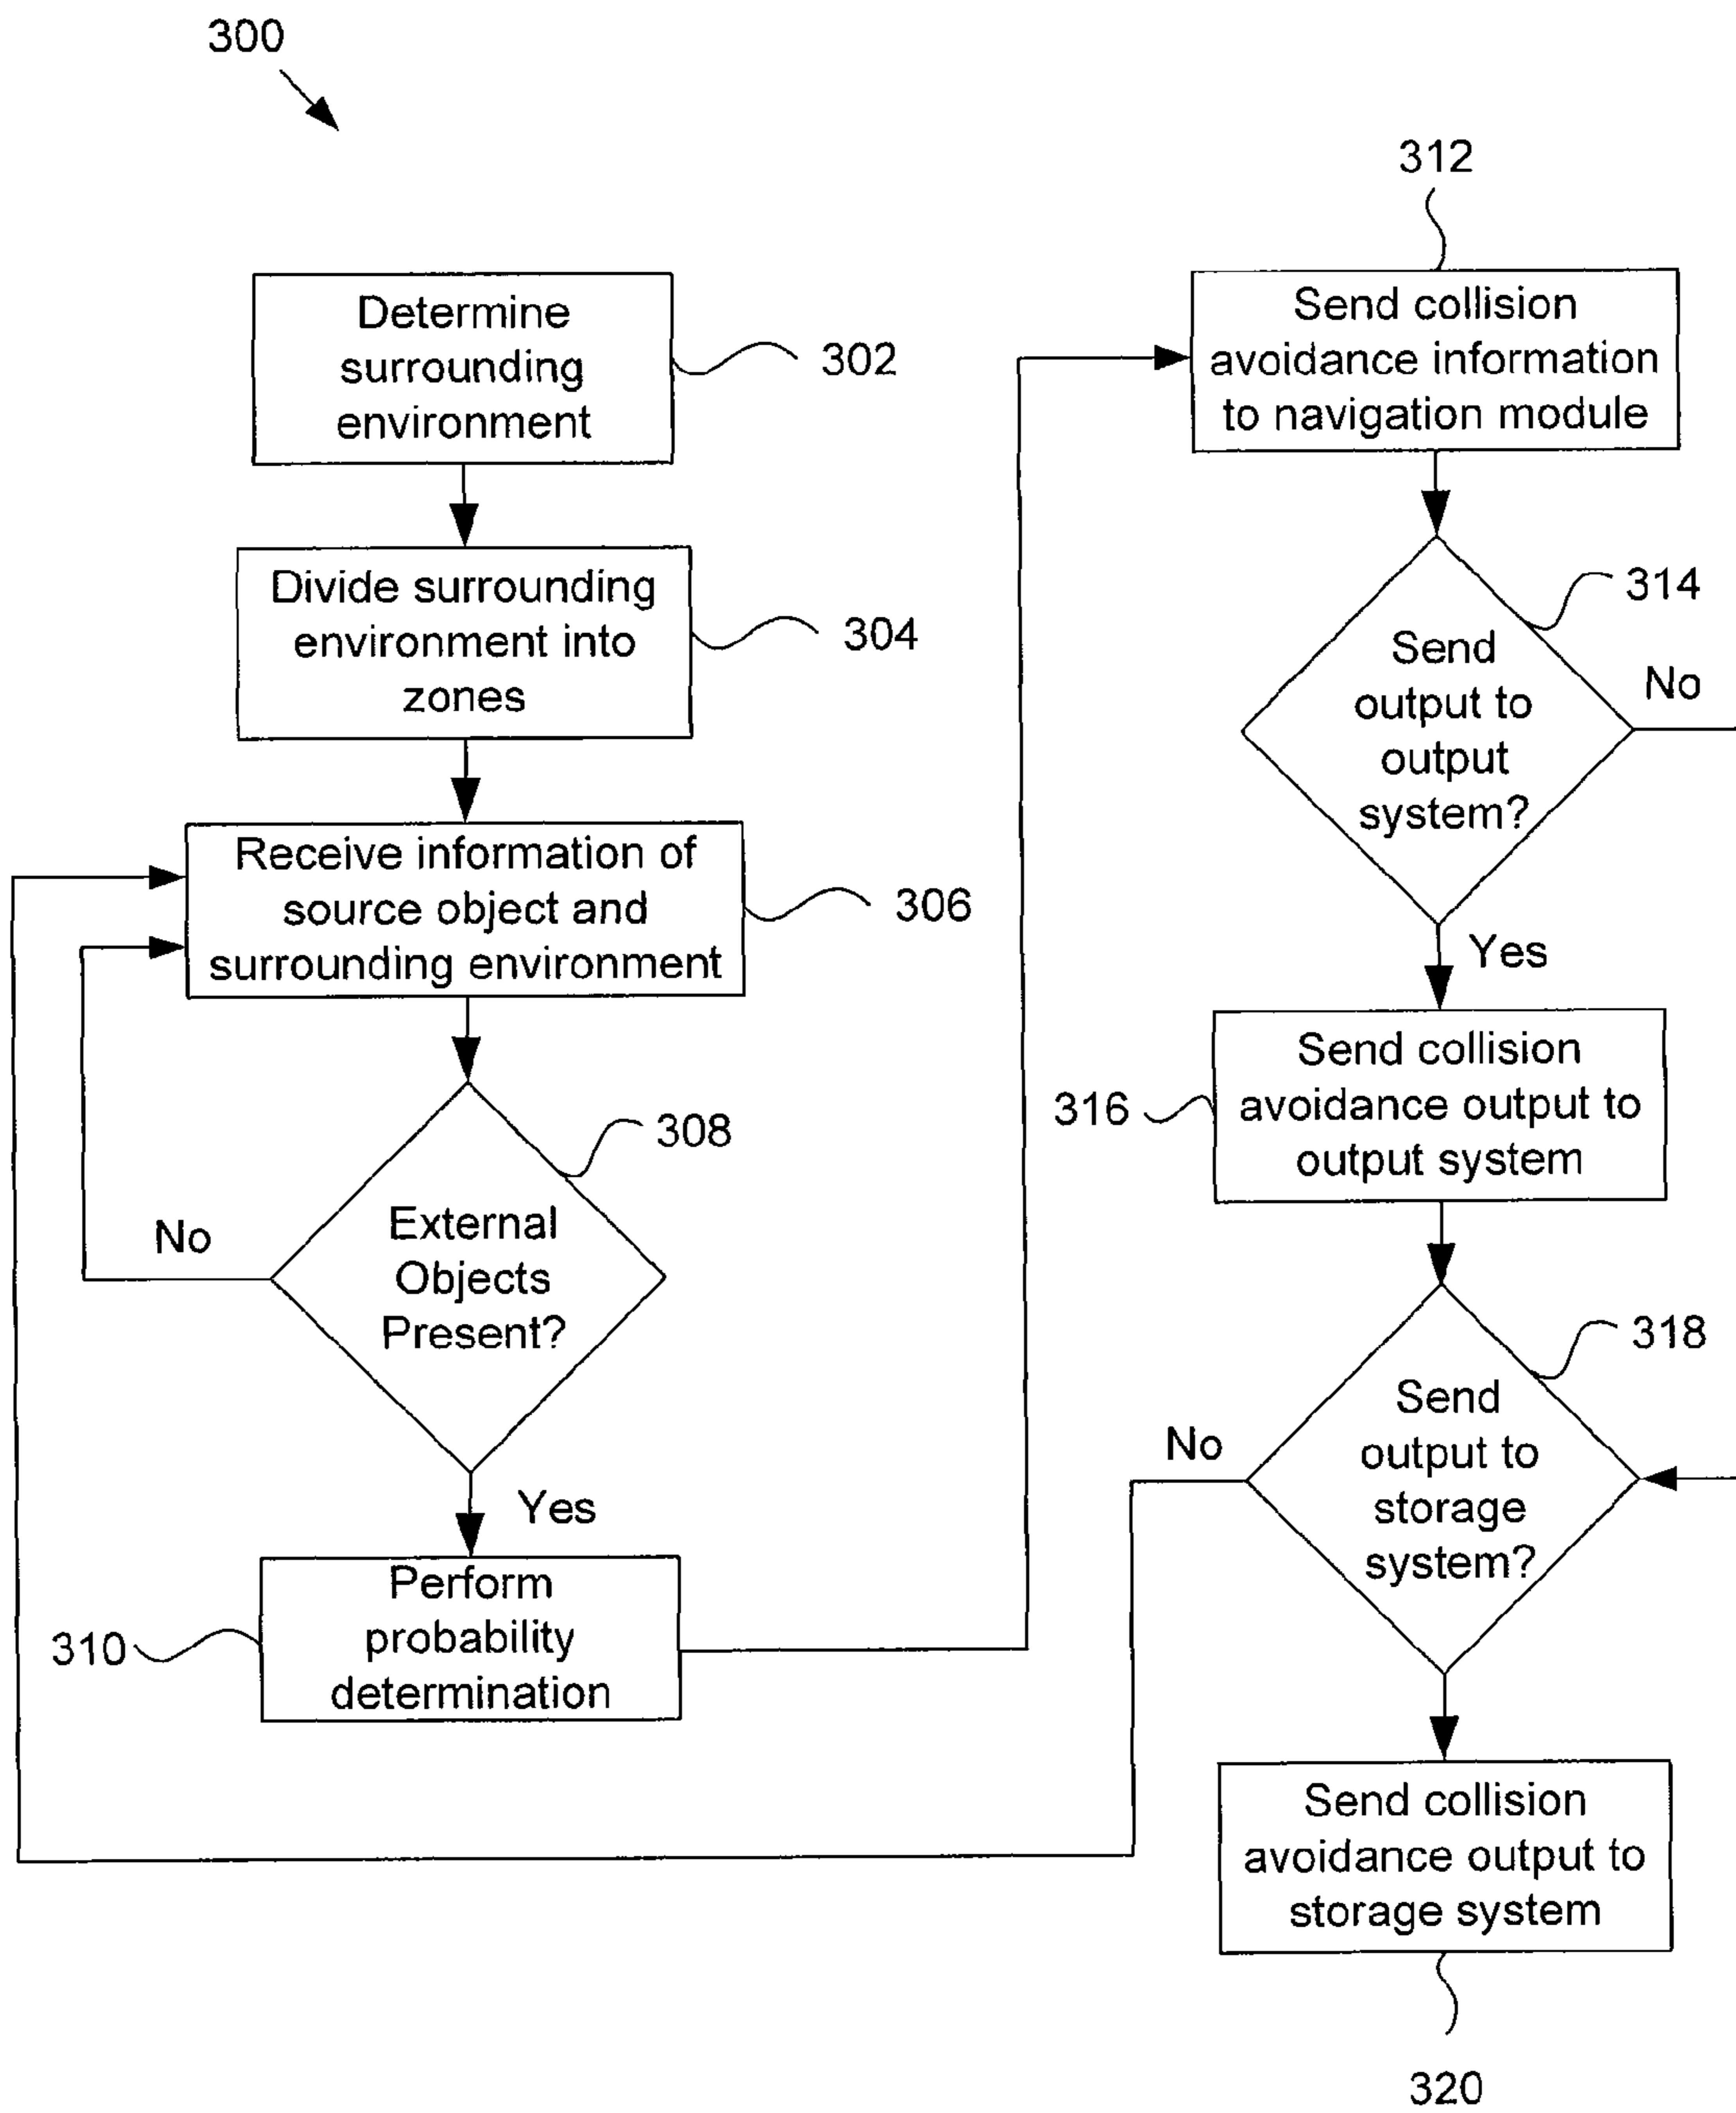 300
Determine
surrounding
environment
302
Divide surrounding
environment into
zones
304
Receive information of
source object and
surrounding environment
306
External
Objects
Present?
308
No
Yes
Perform
probability
determination
310
312
Send collision
avoidance information
to navigation module
Send
output to
output
system?
314
No
Yes
Send collision
avoidance output to
output system
316
Send
output to
storage
system?
318
No
Send collision
avoidance output to
storage system
320